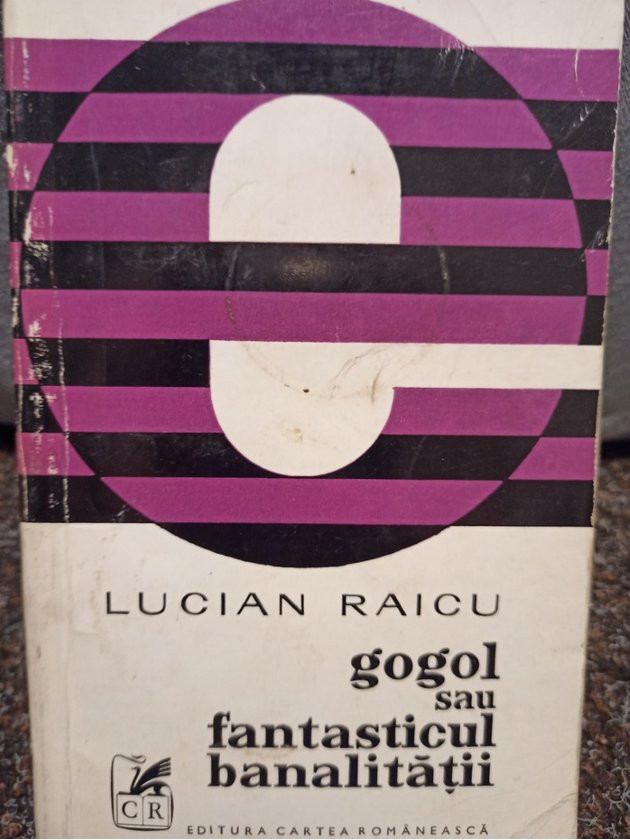 LUCIAN RAICU
gogol
sau
fantasticul
banalității
CR
EDITURA CARTEA ROMÂNEASCĂ